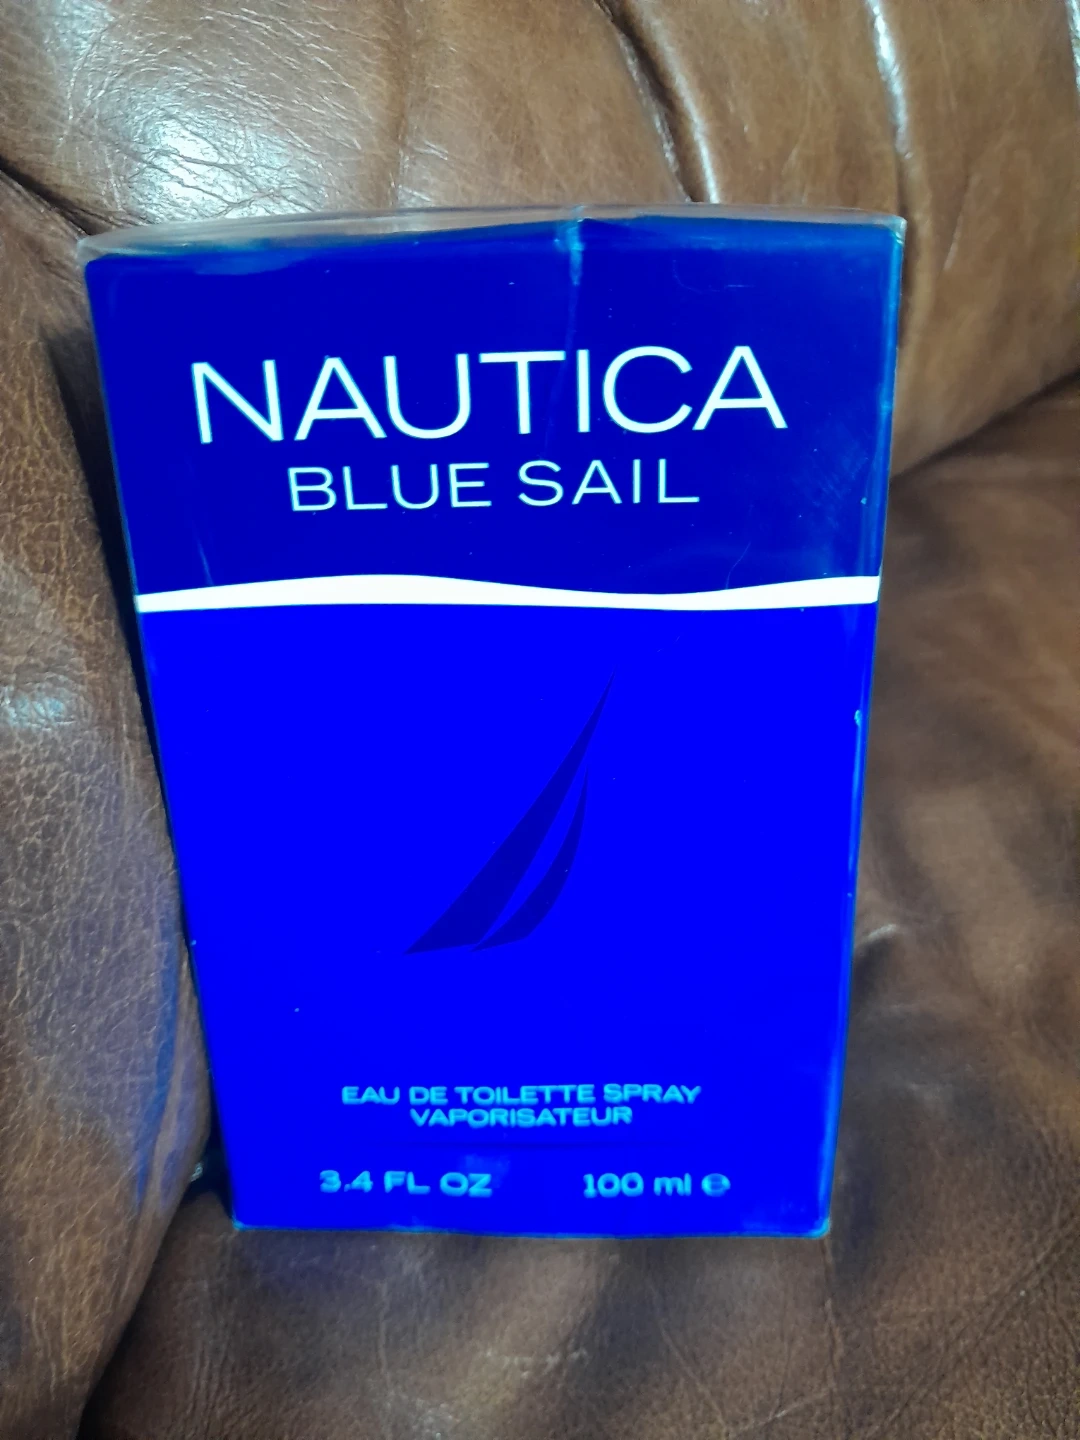 NAUTICA
BLUE SAIL
EAU DE TOILETTE SPRAY
VAPORISATEUR
3.4 FL OZ 100 ml ℮